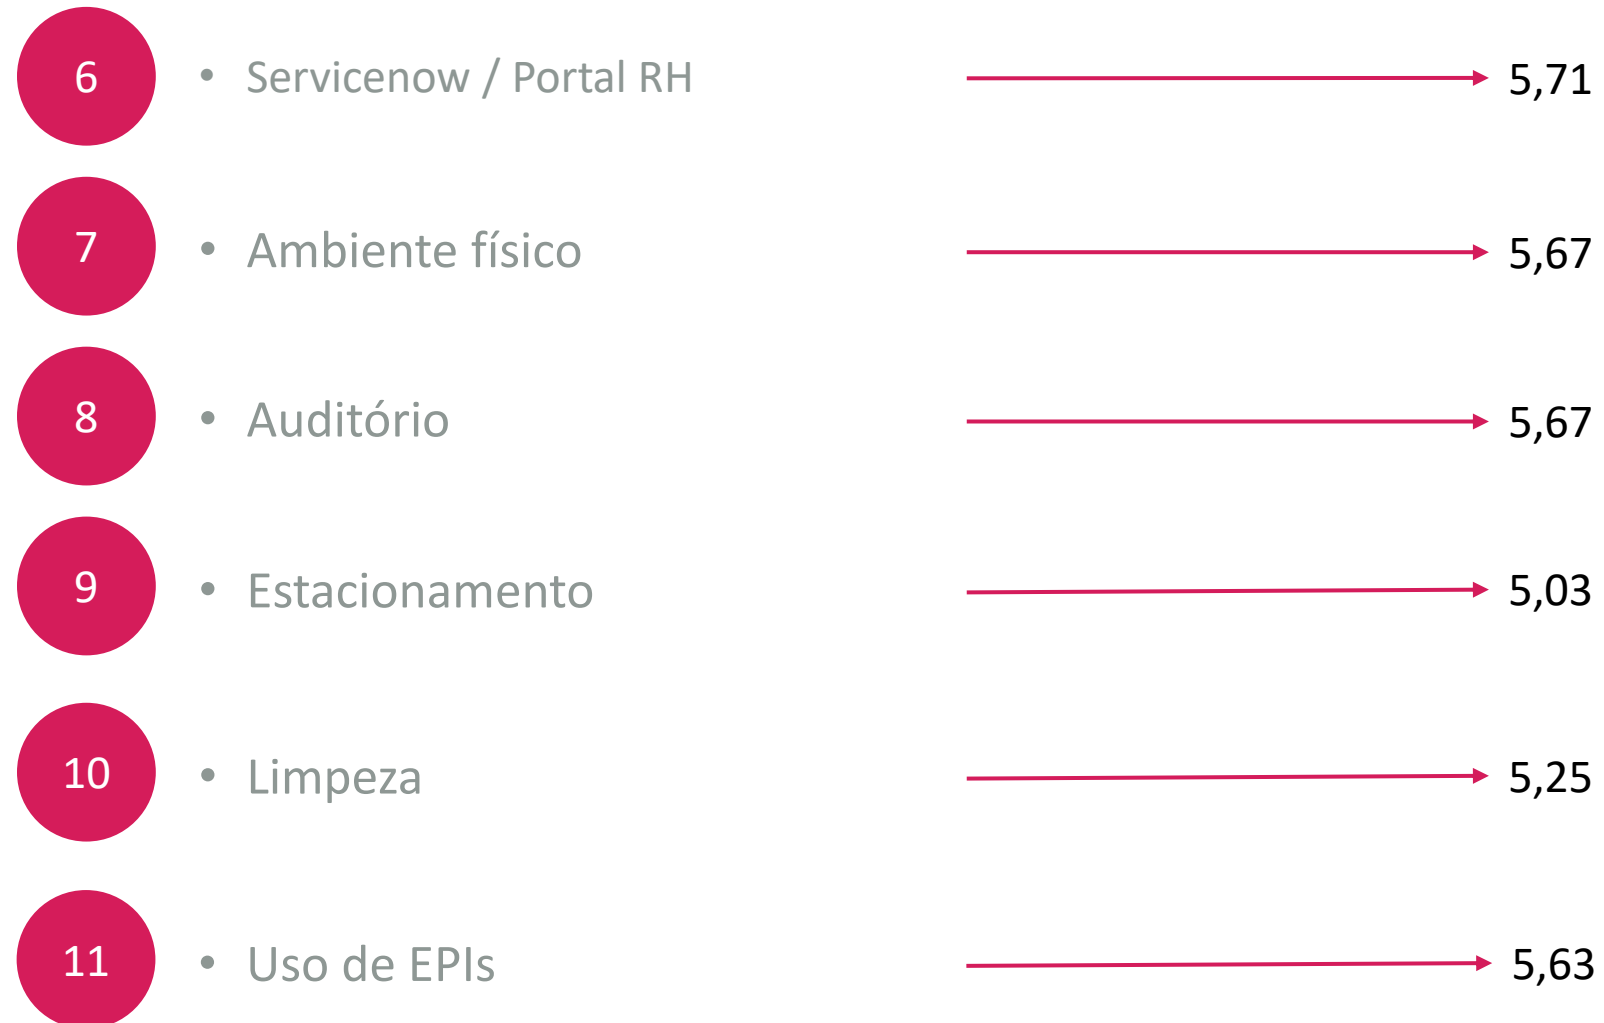 6 • Servicenow / Portal RH 5,71
7 • Ambiente físico 5,67
8 • Auditório 5,67
9 • Estacionamento 5,03
10 • Limpeza 5,25
11 • Uso de EPIs 5,63